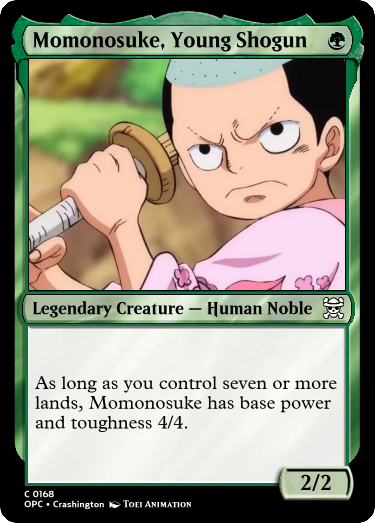 Momonosuke, Young Shogun
Legendary Creature — Human Noble
As long as you control seven or more
lands, Momonosuke has base power
and toughness 4/4.
2/2
C 0168
OPC • Crashington TOEI ANIMATION